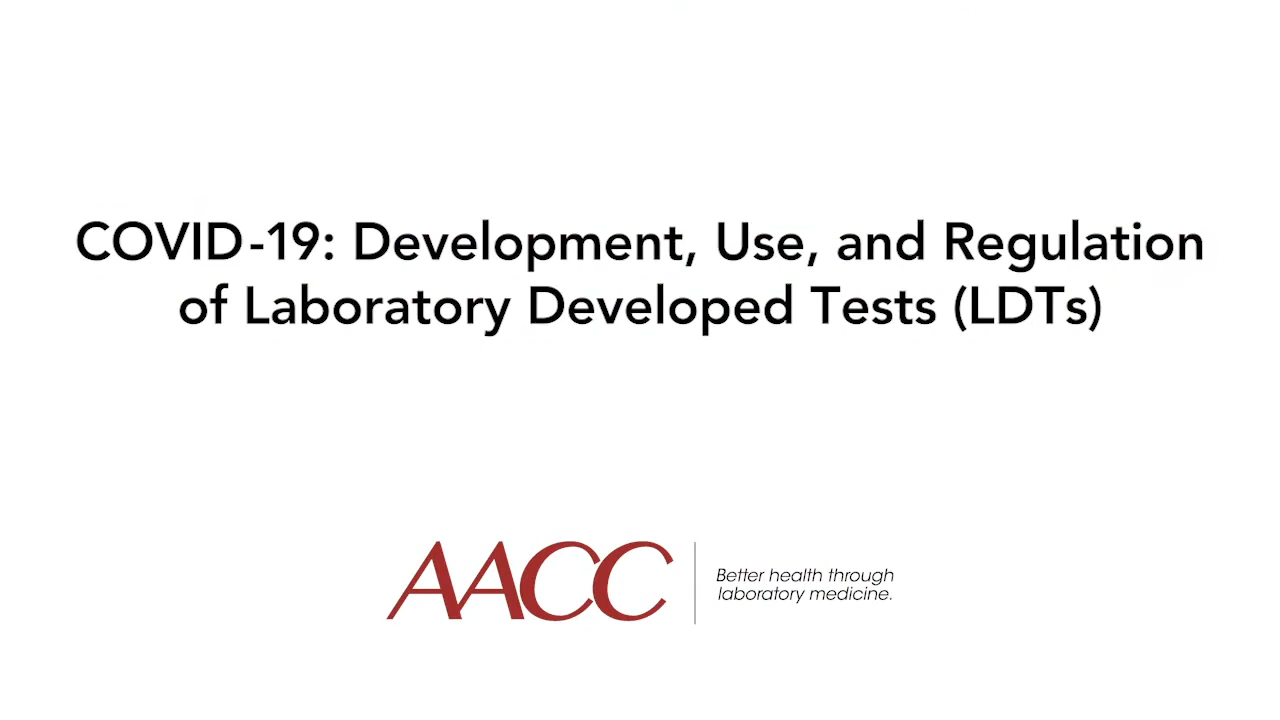 COVID-19: Development, Use, and Regulation
of Laboratory Developed Tests (LDTs)
AACC
Better health through
laboratory medicine.